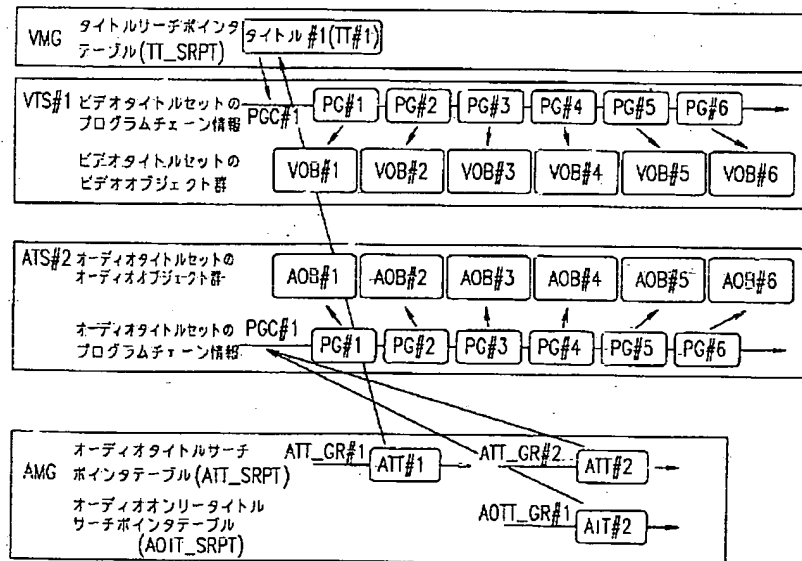 VMG タイトルサーチポインタ
テーブル(TT_SRPT)
タイトル#1(TT#1)
VTS#1 ビデオタイトルセットの
プログラムチェーン情報
PGC#1
PG#1 PG#2 PG#3 PG#4 PG#5 PG#6
ビデオタイトルセットの
ビデオオブジェクト群
VOB#1 VOB#2 VOB#3 VOB#4 VOB#5 VOB#6
ATS#2 オーディオタイトルセットの
オーディオオブジェクト群
AOB#1 AOB#2 AOB#3 AOB#4 AOB#5 AOB#6
オーディオタイトルセットの
プログラムチェーン情報
PGC#1
PG#1 PG#2 PG#3 PG#4 PG#5 PG#6
AMG オーディオタイトルサーチ
ポインタテーブル(ATT_SRPT)
ATT_GR#1 ATT#1 ATT_GR#2 ATT#2
オーディオオンリータイトル
サーチポインタテーブル
(AOIT_SRPT)
AOTT_GR#1 AIT#2